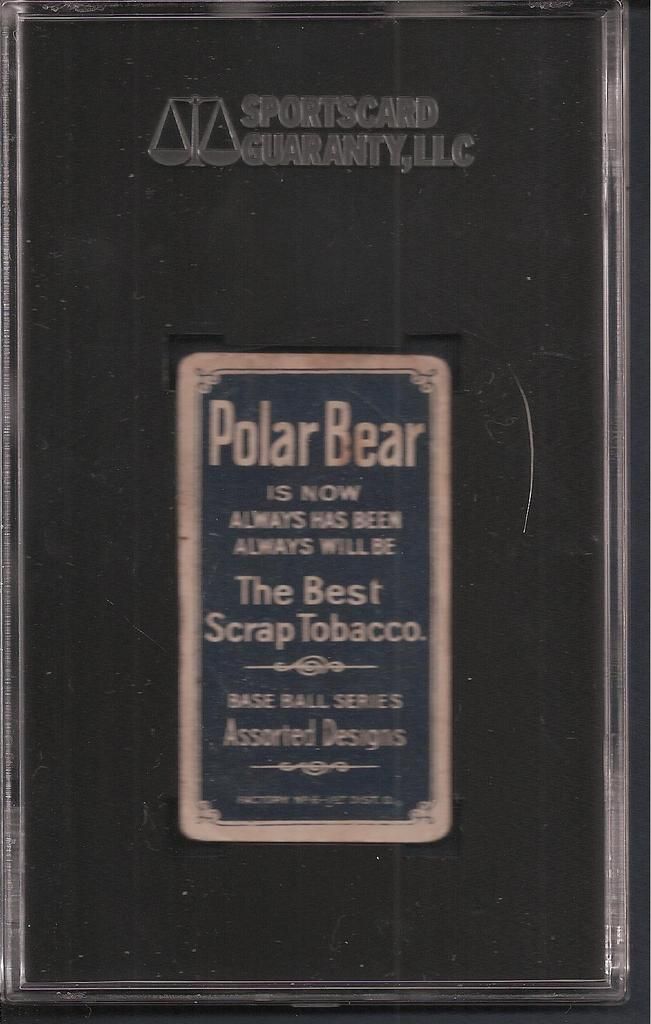 SPORTSCARD
GUARANTY, LLC
Polar Bear
IS NOW
ALWAYS HAS BEEN
ALWAYS WILL BE
The Best
Scrap Tobacco.
BASE BALL SERIES
Assorted Designs
FACTORY